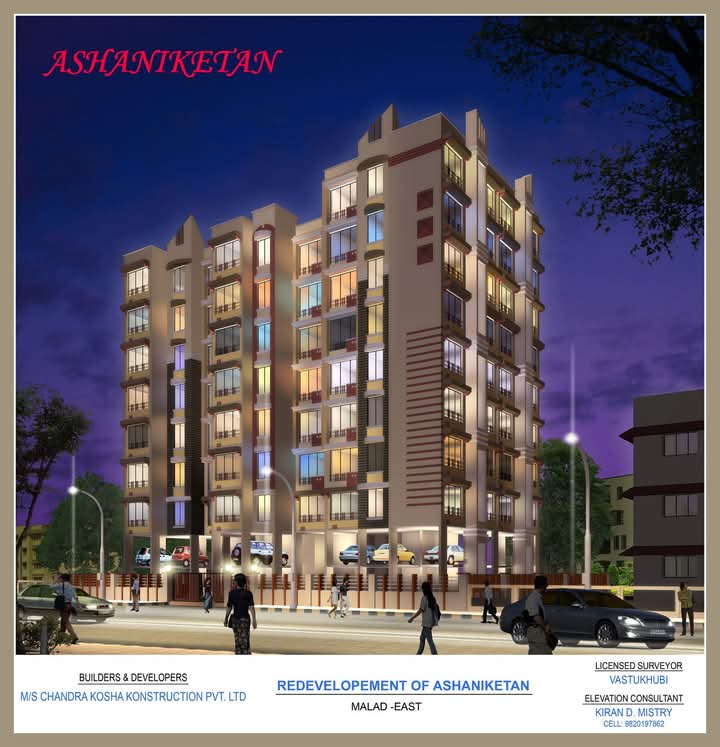 ASHANIKETAN
BUILDERS & DEVELOPERS
M/S CHANDRA KOSHA KONSTRUCTION PVT. LTD
REDEVELOPEMENT OF ASHANIKETAN
MALAD -EAST
LICENSED SURVEYOR
VASTUKHUBI
ELEVATION CONSULTANT
KIRAN D. MISTRY
CELL: 9820197862